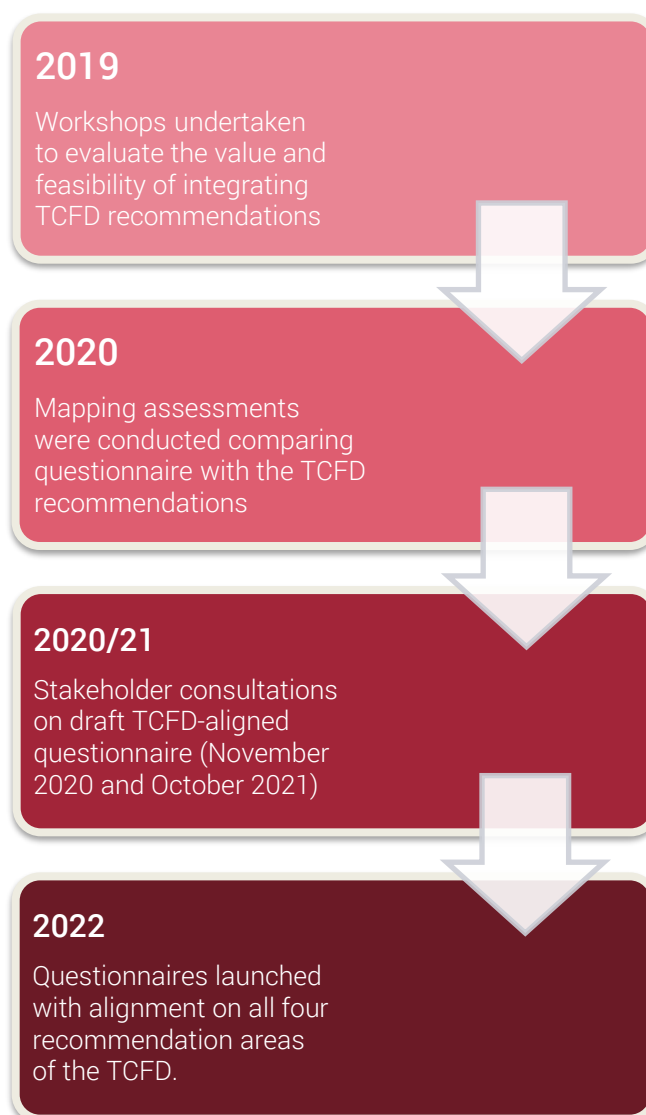 2019
Workshops undertaken
to evaluate the value and
feasibility of integrating
TCFD recommendations
2020
Mapping assessments
were conducted comparing
questionnaire with the TCFD
recommendations
2020/21
Stakeholder consultations
on draft TCFD-aligned
questionnaire (November
2020 and October 2021)
2022
Questionnaires launched
with alignment on all four
recommendation areas
of the TCFD.